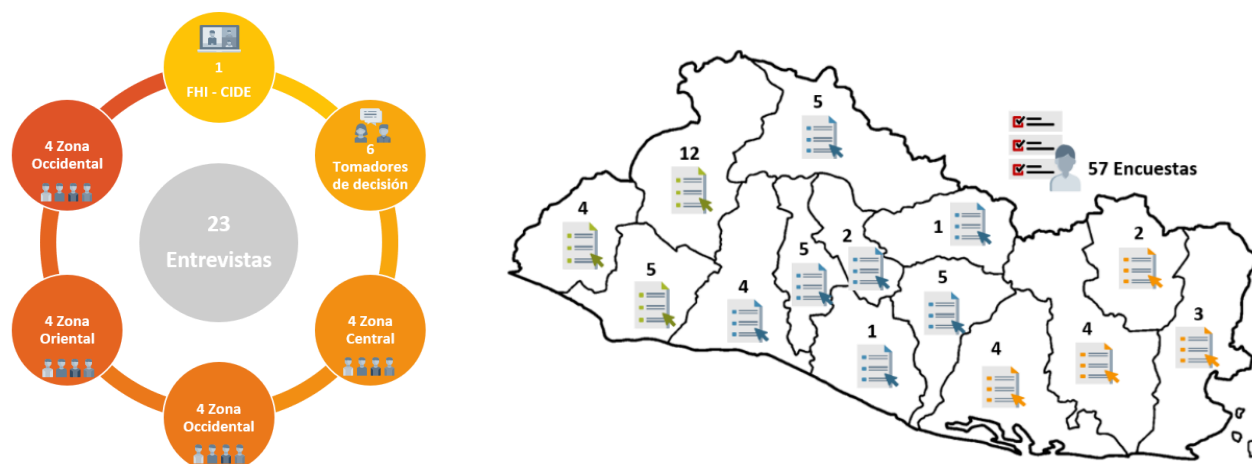 1
FHI - CIDE
6
Tomadores
de decisión
4 Zona
Central
4 Zona
Occidental
4 Zona
Oriental
4 Zona
Occidental
23
Entrevistas
57 Encuestas
5
12
4
5
4
5
2
1
5
1
4
4
2
3